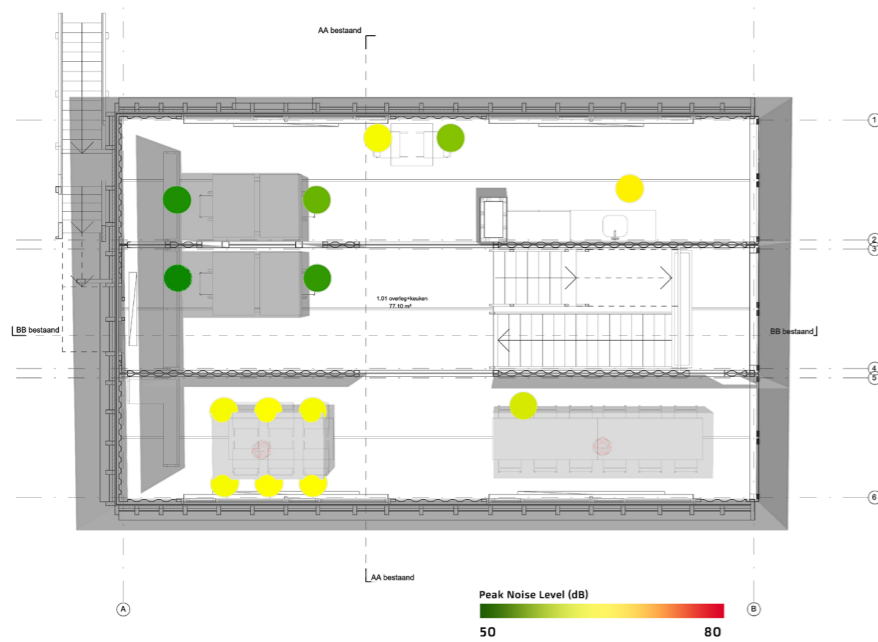 AA bestaand
1
2
3
1.01 overleg+keuken
77.10 m²
BB bestaand
BB bestaand
4
5
6
AA bestaand
Peak Noise Level (dB)
A
B
50
80